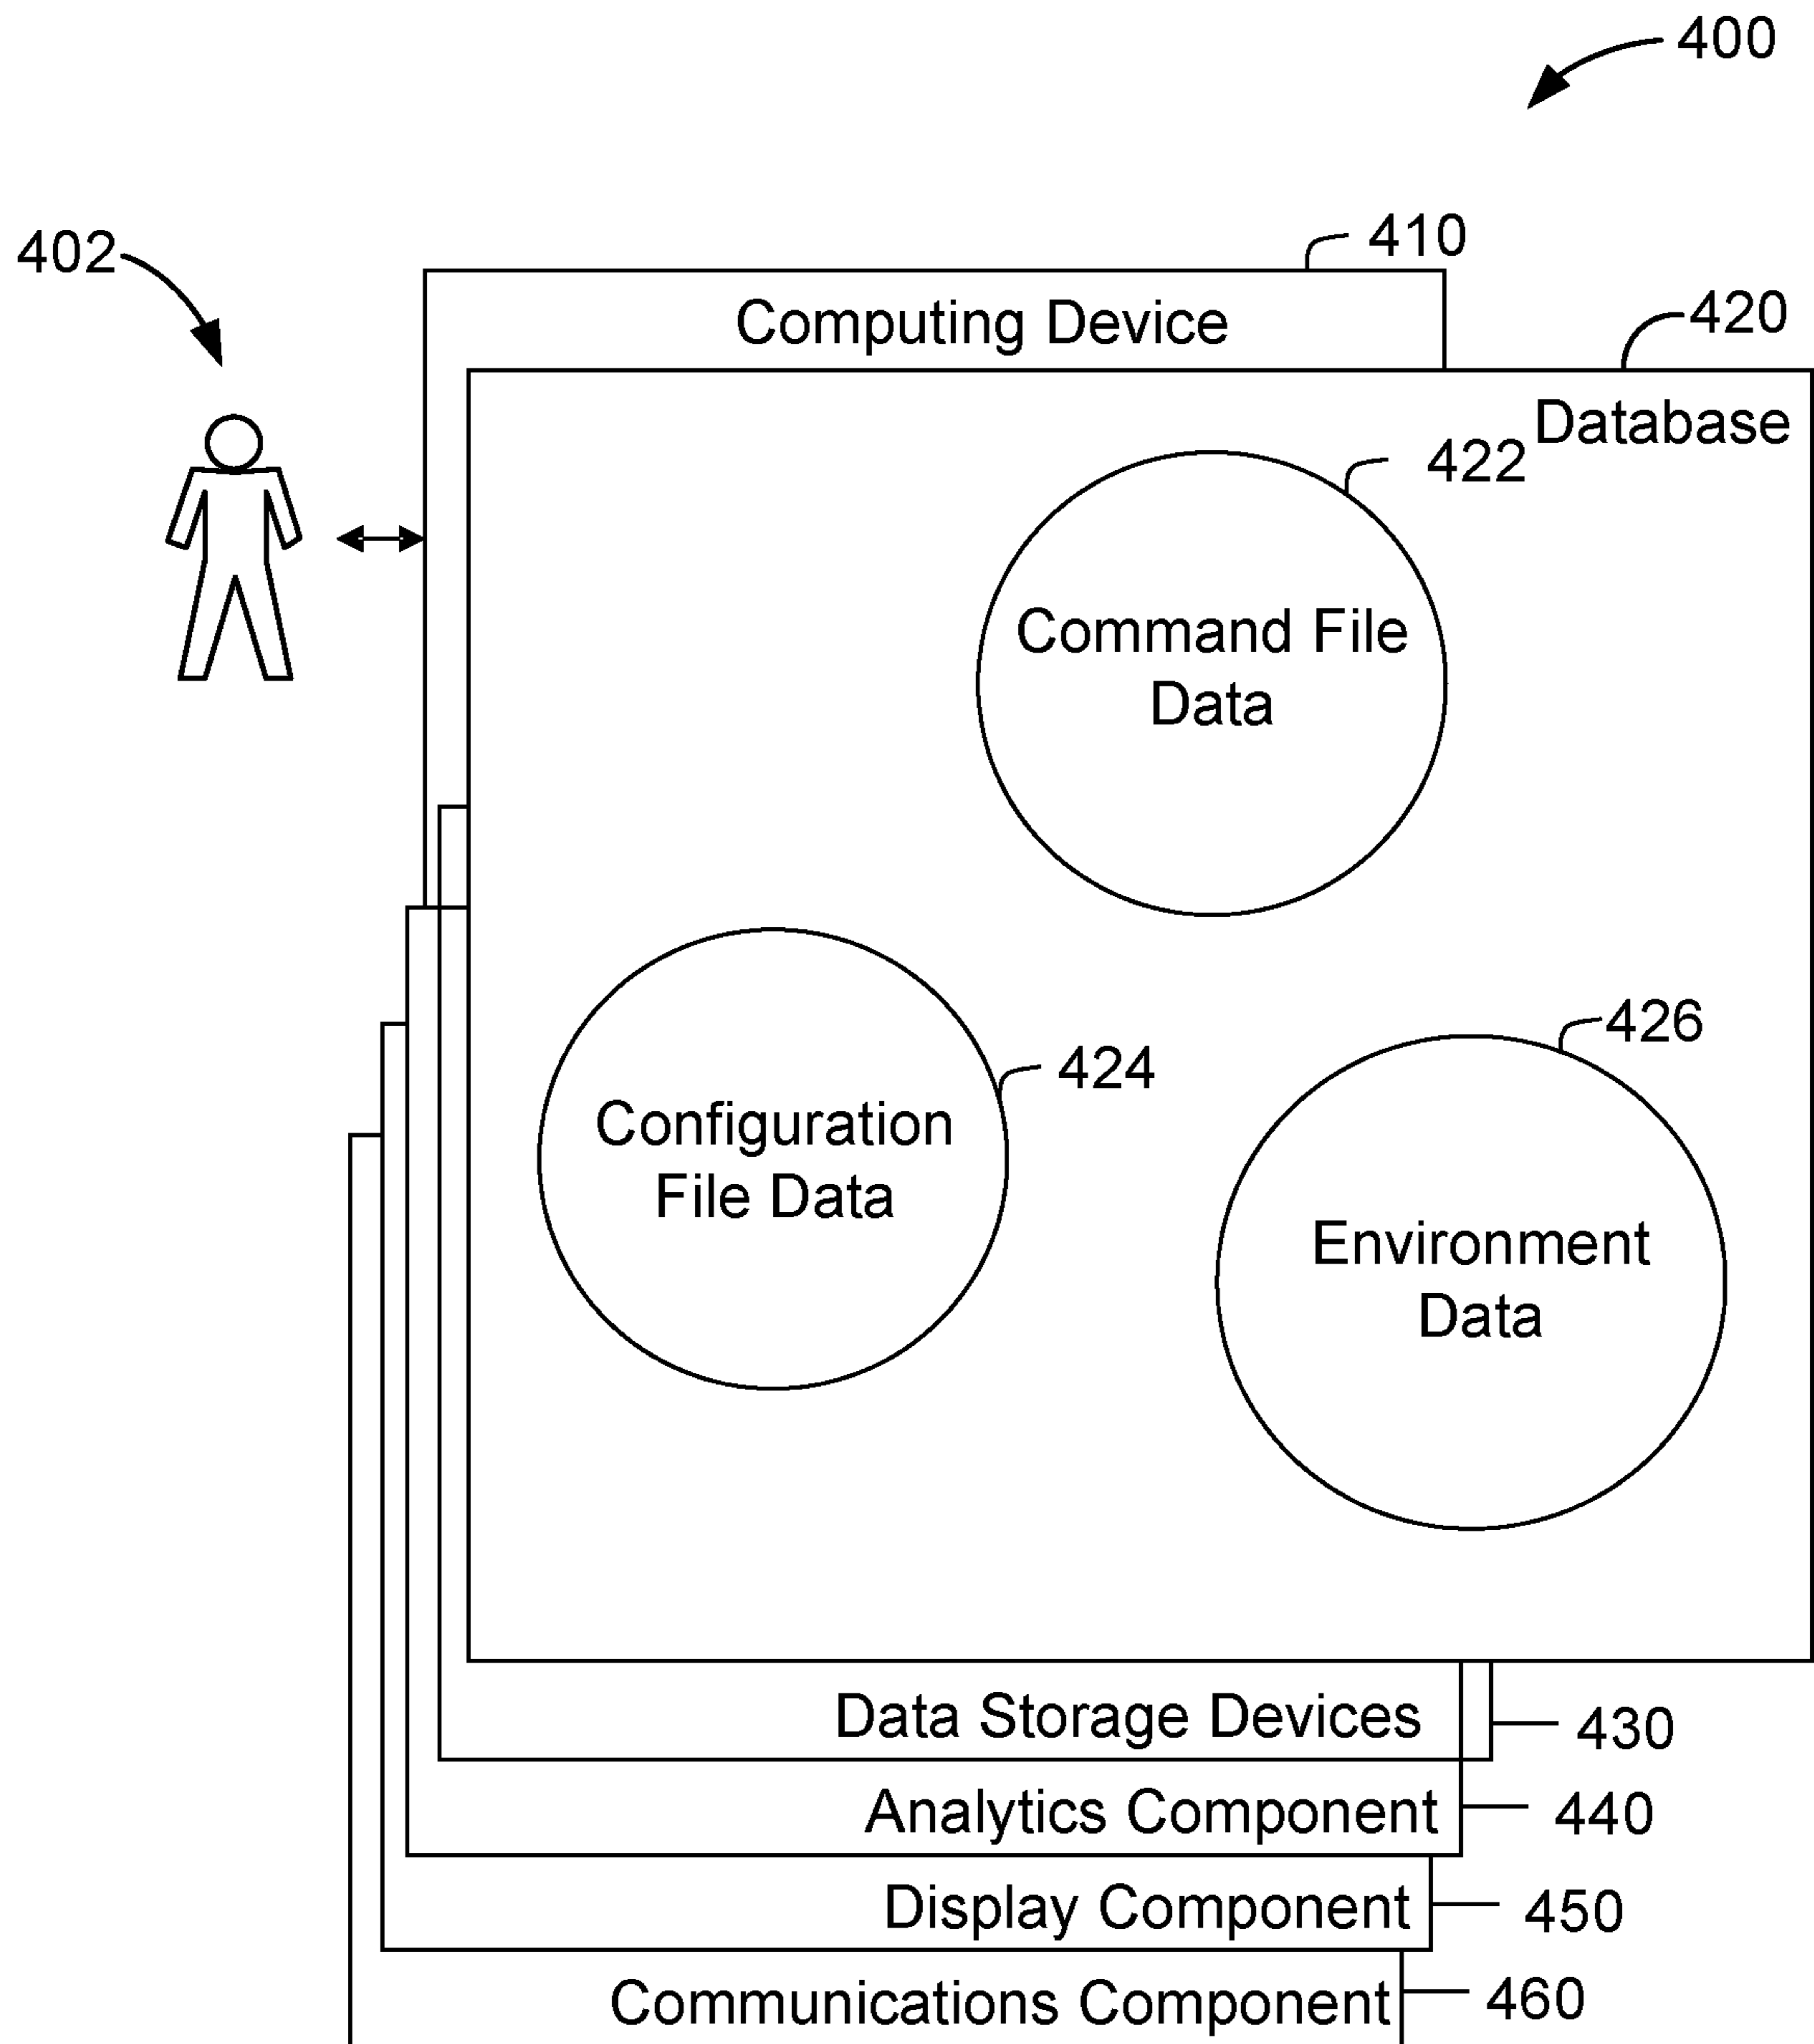 400
402
410
Computing Device
420
Database
422
Command File
Data
426
424
Configuration
File Data
Environment
Data
Data Storage Devices
430
Analytics Component
440
Display Component
450
Communications Component
460